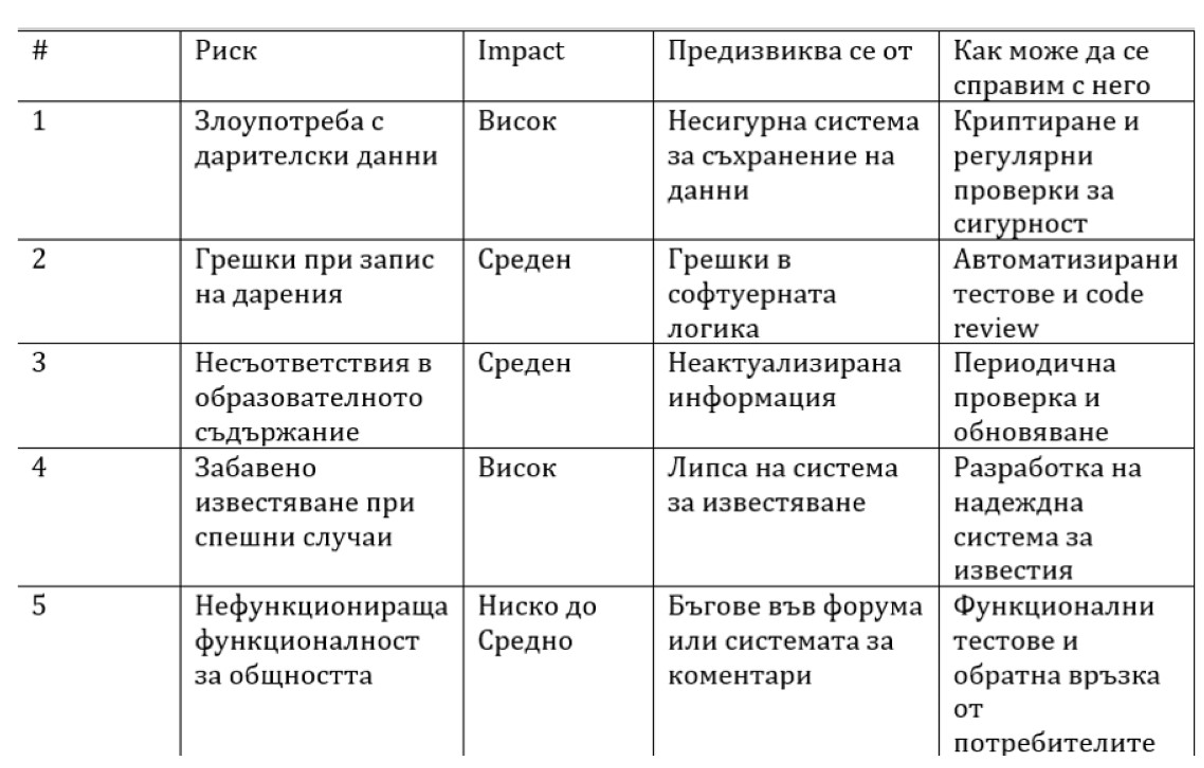 # Риск Impact Предизвиква се от Как може да се
справим с него
1 Злоупотреба с Висок Несигурна система Криптиране и
дарителски данни за съхранение на регулярни
данни проверки за
сигурност
2 Грешки при запис Среден Грешки в Автоматизирани
на дарения софтуерната тестове и code
логика review
3 Несъответствия в Среден Неактуализирана Периодична
образователното информация проверка и
съдържание обновяване
4 Забавено Висок Липса на система Разработка на
известяване при за известяване надеждна
спешни случаи система за
известия
5 Нефункционираща Ниско до Бъгове във форума Функционални
функционалност Средно или системата за тестове и
за общността коментари обратна връзка
от
потребителите